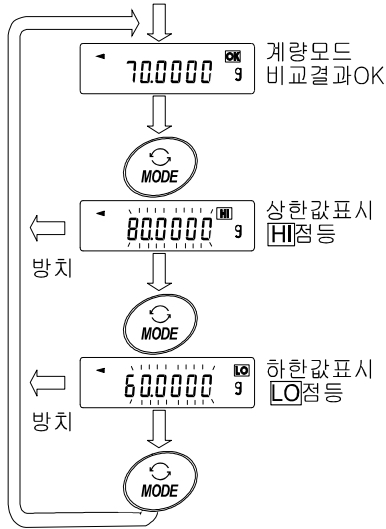 OK
70.0000 g
계량모드
비교결과OK
MODE
HI
80.0000 g
상한값표시
HI점등
방치
MODE
LO
60.0000 g
하한값표시
LO점등
방치
MODE